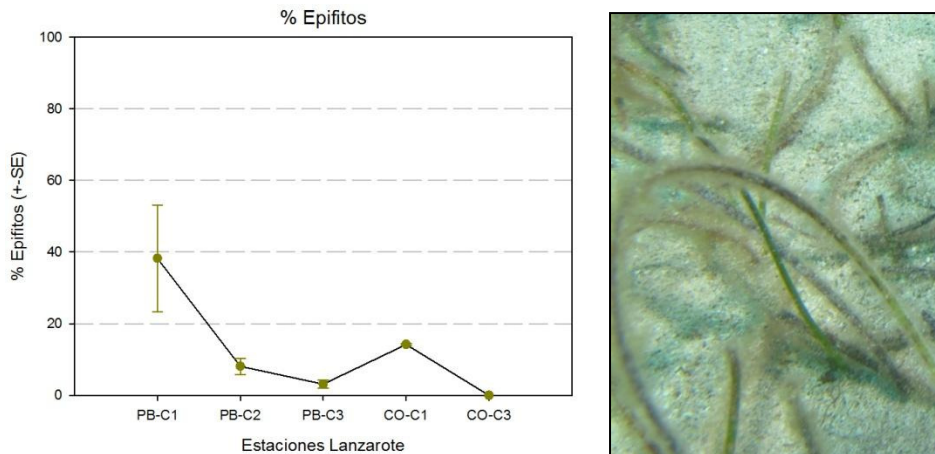 % Epifitos
100
80
60
40
20
0
% Epifitos (+-SE)
PB-C1 PB-C2 PB-C3 CO-C1 CO-C3
Estaciones Lanzarote